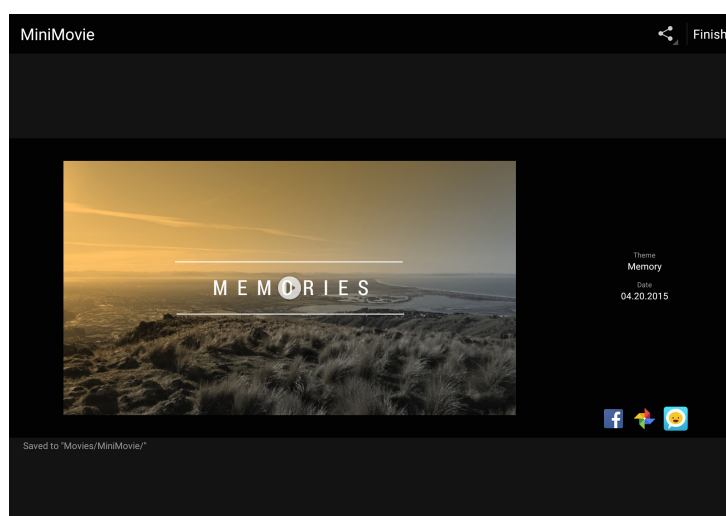 MiniMovie
Finish
MEMORIES
Theme
Memory
Date
04.20.2015
Saved to "Movies/MiniMovie/"